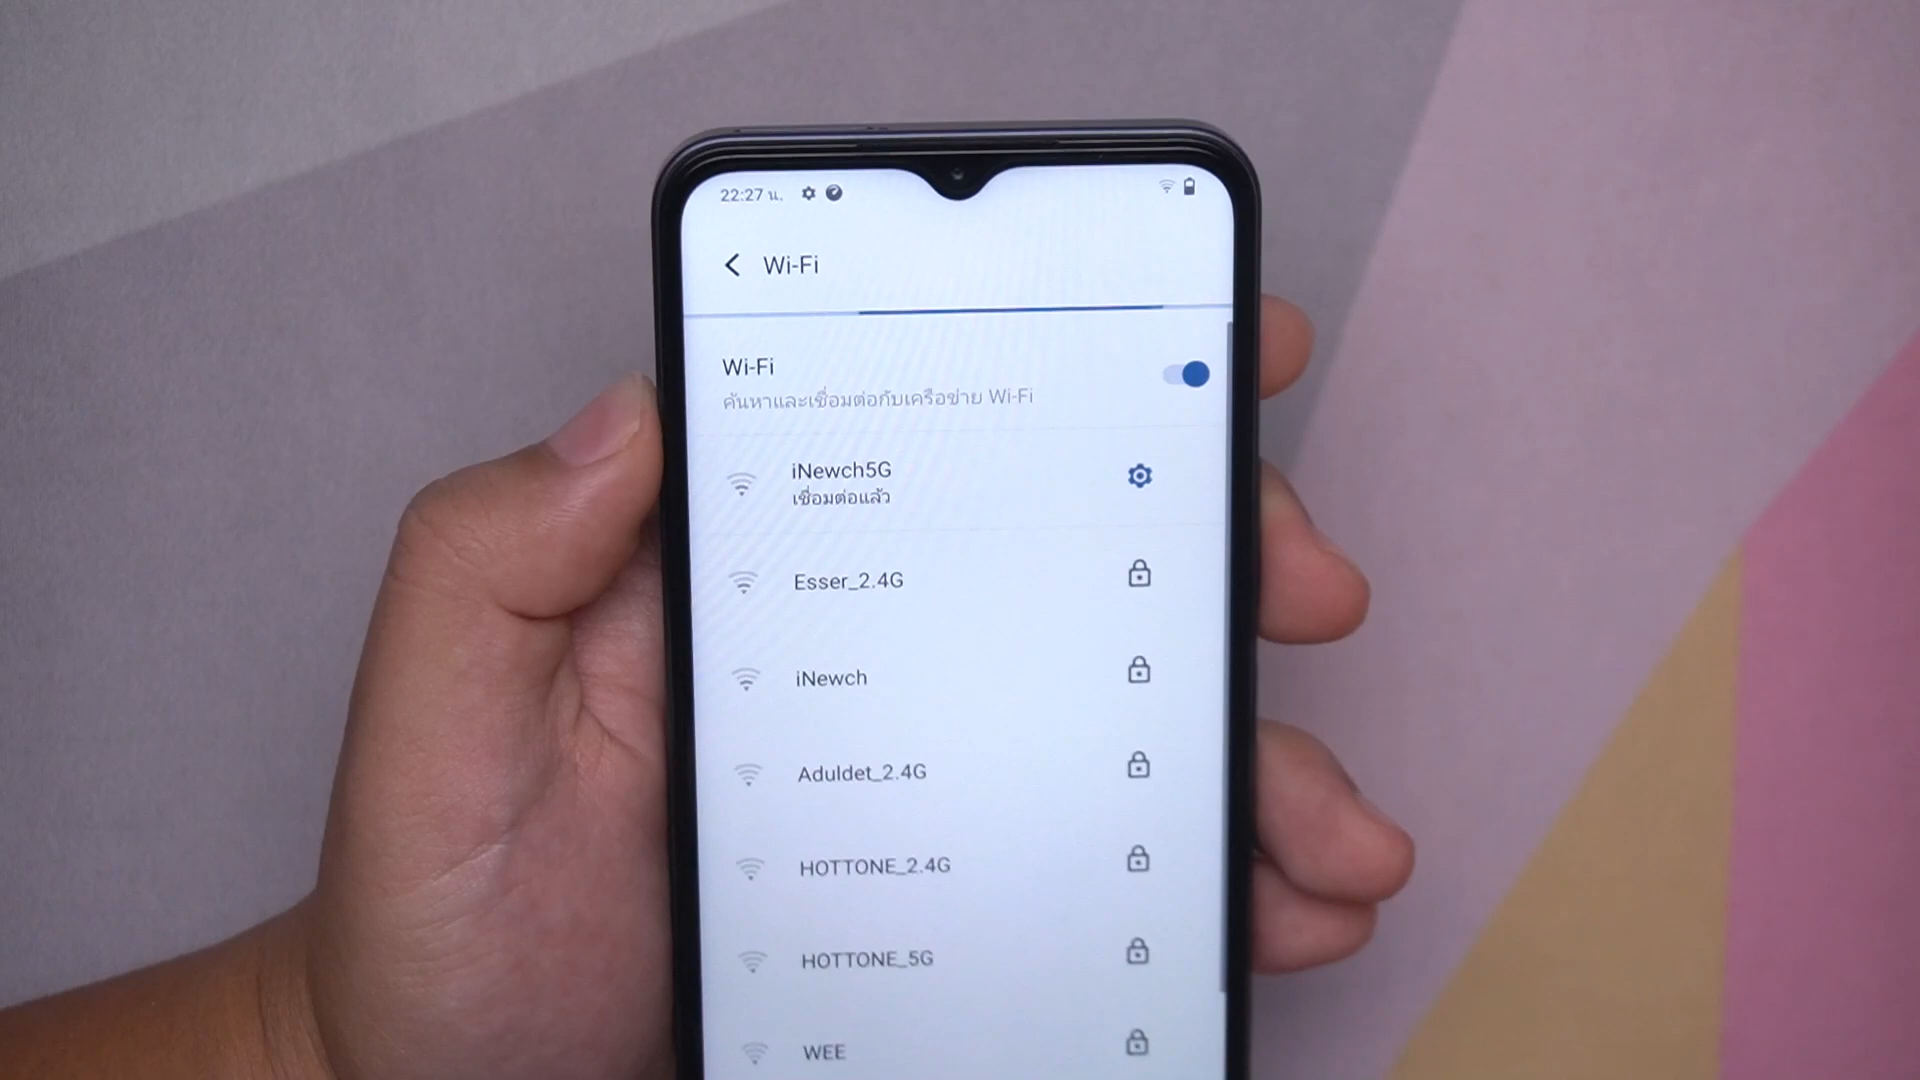 22:27 น.
Wi-Fi
Wi-Fi
ค้นหาและเชื่อมต่อกับเครือข่าย Wi-Fi
iNewch5G
เชื่อมต่อแล้ว
Esser_2.4G
iNewch
Aduldet_2.4G
HOTTONE_2.4G
HOTTONE_5G
WEE